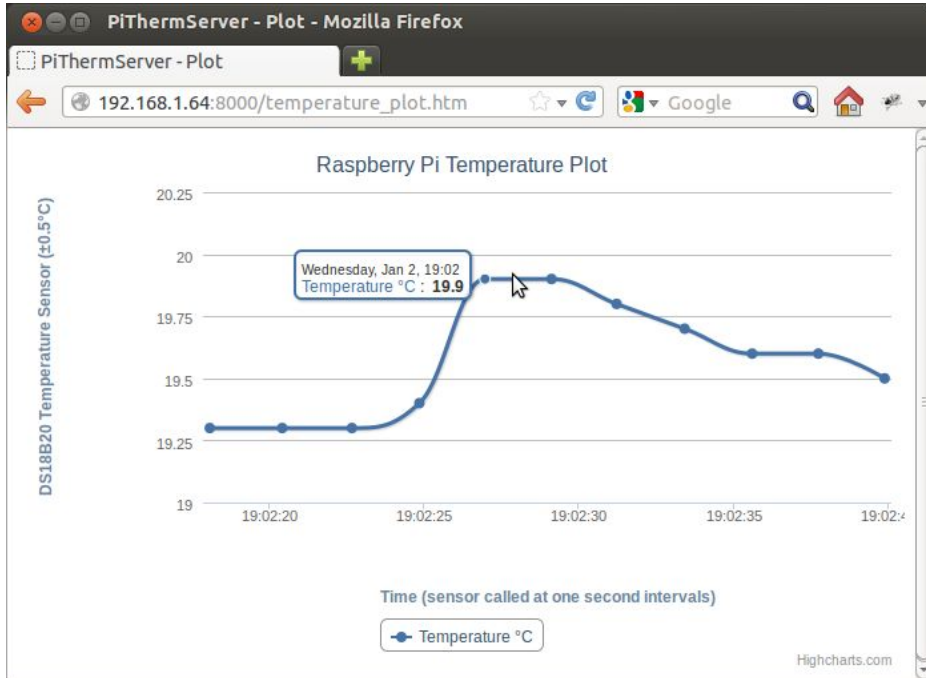 PiThermServer - Plot - Mozilla Firefox
PiThermServer - Plot
192.168.1.64:8000/temperature_plot.htm
Google
Raspberry Pi Temperature Plot
DS18B20 Temperature Sensor (±0.5°C)
20.25
20
19.75
19.5
19.25
19
Wednesday, Jan 2, 19:02
Temperature °C : 19.9
19:02:20 19:02:25 19:02:30 19:02:35 19:02:4
Time (sensor called at one second intervals)
Temperature °C
Highcharts.com